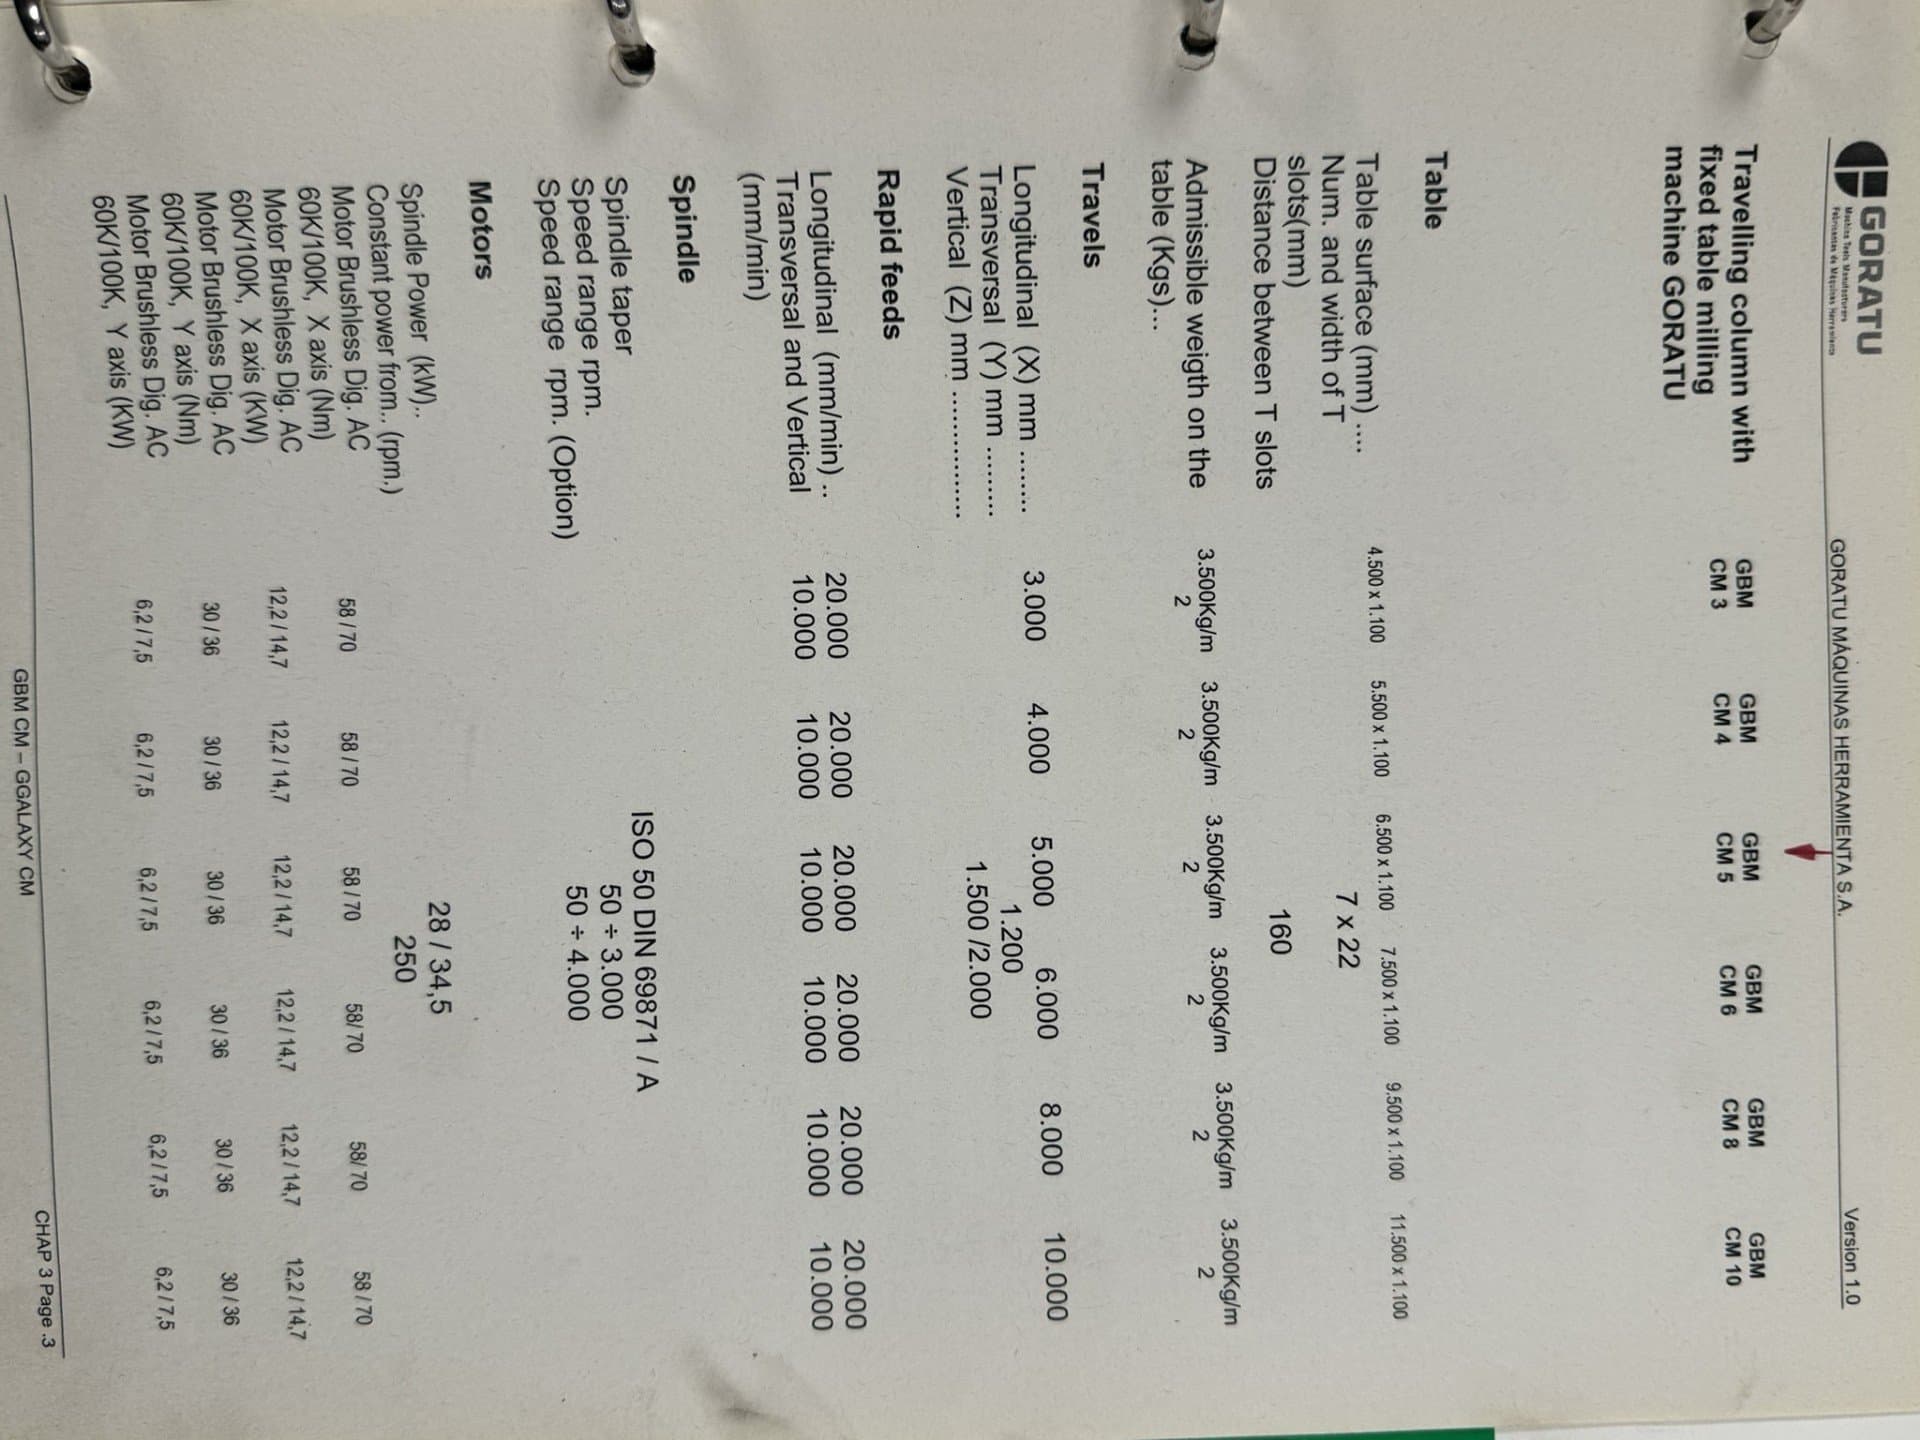 GORATU
Machine Tools Manufacturers
Fabricantes de Máquinas Herramienta
GORATU MÁQUINAS HERRAMIENTA S.A.
Version 1.0
Travelling column with GBM GBM GBM GBM GBM GBM
fixed table milling CM 3 CM 4 CM 5 CM 6 CM 8 CM 10
machine GORATU
Table
Table surface (mm) .... 4.500 x 1.100 5.500 x 1.100 6.500 x 1.100 7.500 x 1.100 9.500 x 1.100 11.500 x 1.100
Num. and width of T 7 x 22
slots(mm)
Distance between T slots 160
Admissible weigth on the 3.500Kg/m 3.500Kg/m 3.500Kg/m 3.500Kg/m 3.500Kg/m 3.500Kg/m
table (Kgs)... 2 2 2 2 2 2
Travels
Longitudinal (X) mm ........ 3.000 4.000 5.000 6.000 8.000 10.000
Transversal (Y) mm ......... 1.200
Vertical (Z) mm ............. 1.500 /2.000
Rapid feeds
Longitudinal (mm/min) .. 20.000 20.000 20.000 20.000 20.000 20.000
Transversal and Vertical 10.000 10.000 10.000 10.000 10.000 10.000
(mm/min)
Spindle
Spindle taper ISO 50 DIN 69871 / A
Speed range rpm. 50 ÷ 3.000
Speed range rpm. (Option) 50 ÷ 4.000
Motors
Spindle Power (kW).. 28 / 34,5
Constant power from.. (rpm.) 250
Motor Brushless Dig. AC 58 / 70 58 / 70 58 / 70 58/ 70 58/ 70 58 / 70
60K/100K, X axis (Nm)
Motor Brushless Dig. AC 12,2 / 14,7 12,2 / 14,7 12,2 / 14,7 12,2 / 14,7 12,2 / 14,7 12,2 / 14,7
60K/100K, X axis (KW)
Motor Brushless Dig. AC 30 / 36 30 / 36 30 / 36 30 / 36 30 / 36 30 / 36
60K/100K, Y axis (Nm)
Motor Brushless Dig. AC 6,2 / 7,5 6,2 / 7,5 6,2 / 7,5 6,2 / 7,5 6,2 / 7,5 6,2 / 7,5
60K/100K, Y axis (KW)
GBM CM – GGALAXY CM
CHAP 3 Page .3